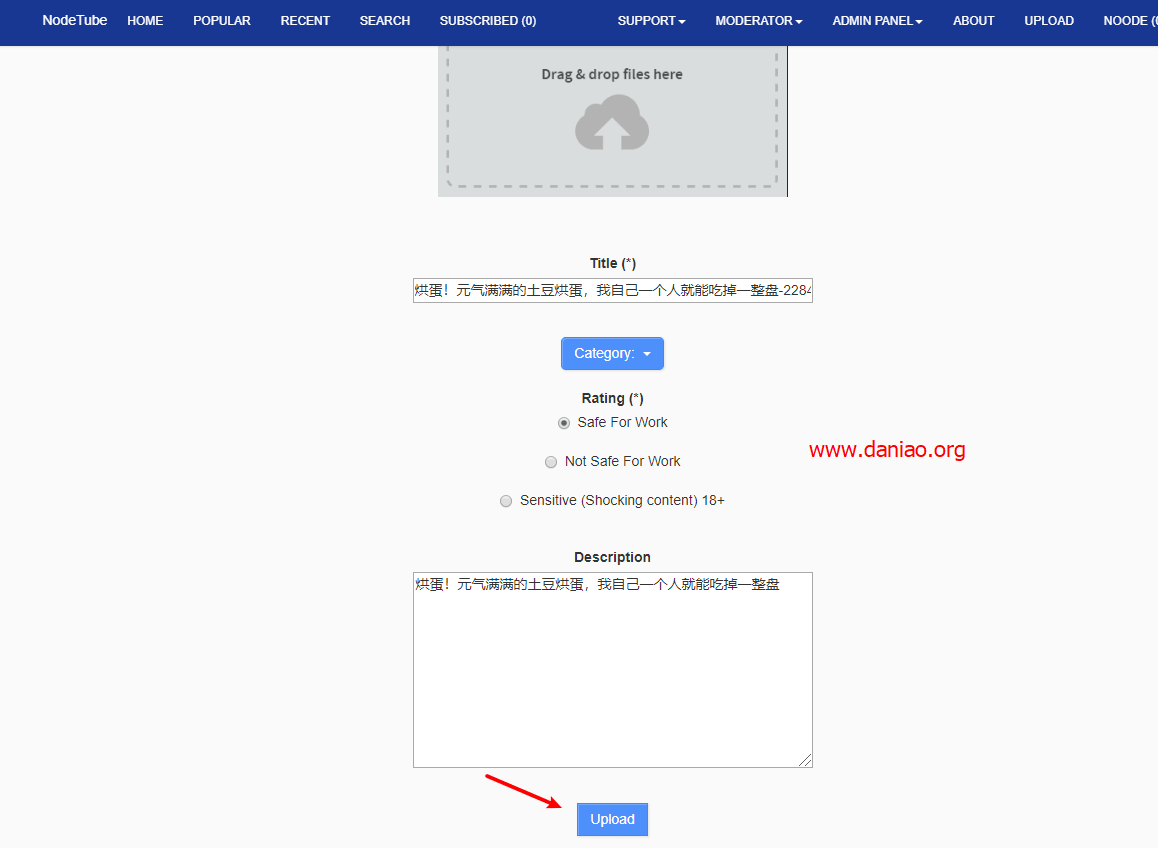 NodeTube HOME POPULAR RECENT SEARCH SUBSCRIBED (0) SUPPORT MODERATOR ADMIN PANEL ABOUT UPLOAD NOODE
Drag & drop files here
Title (*)
烘蛋！元气满满的土豆烘蛋，我自己一个人就能吃掉一整盘-2284
Category:
Rating (*)
Safe For Work
www.daniao.org
Not Safe For Work
Sensitive (Shocking content) 18+
Description
烘蛋！元气满满的土豆烘蛋，我自己一个人就能吃掉一整盘
Upload